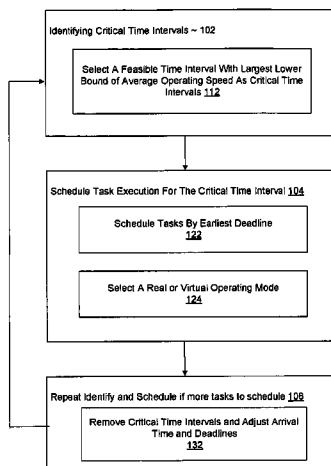 Identifying Critical Time Intervals ~ 102
Select A Feasible Time Interval With Largest Lower
Bound of Average Operating Speed As Critical Time
Intervals 112
Schedule Task Execution For The Critical Time Interval 104
Schedule Tasks By Earliest Deadline
122
Select A Real or Virtual Operating Mode
124
Repeat Identify and Schedule if more tasks to schedule 106
Remove Critical Time Intervals and Adjust Arrival
Time and Deadlines
132